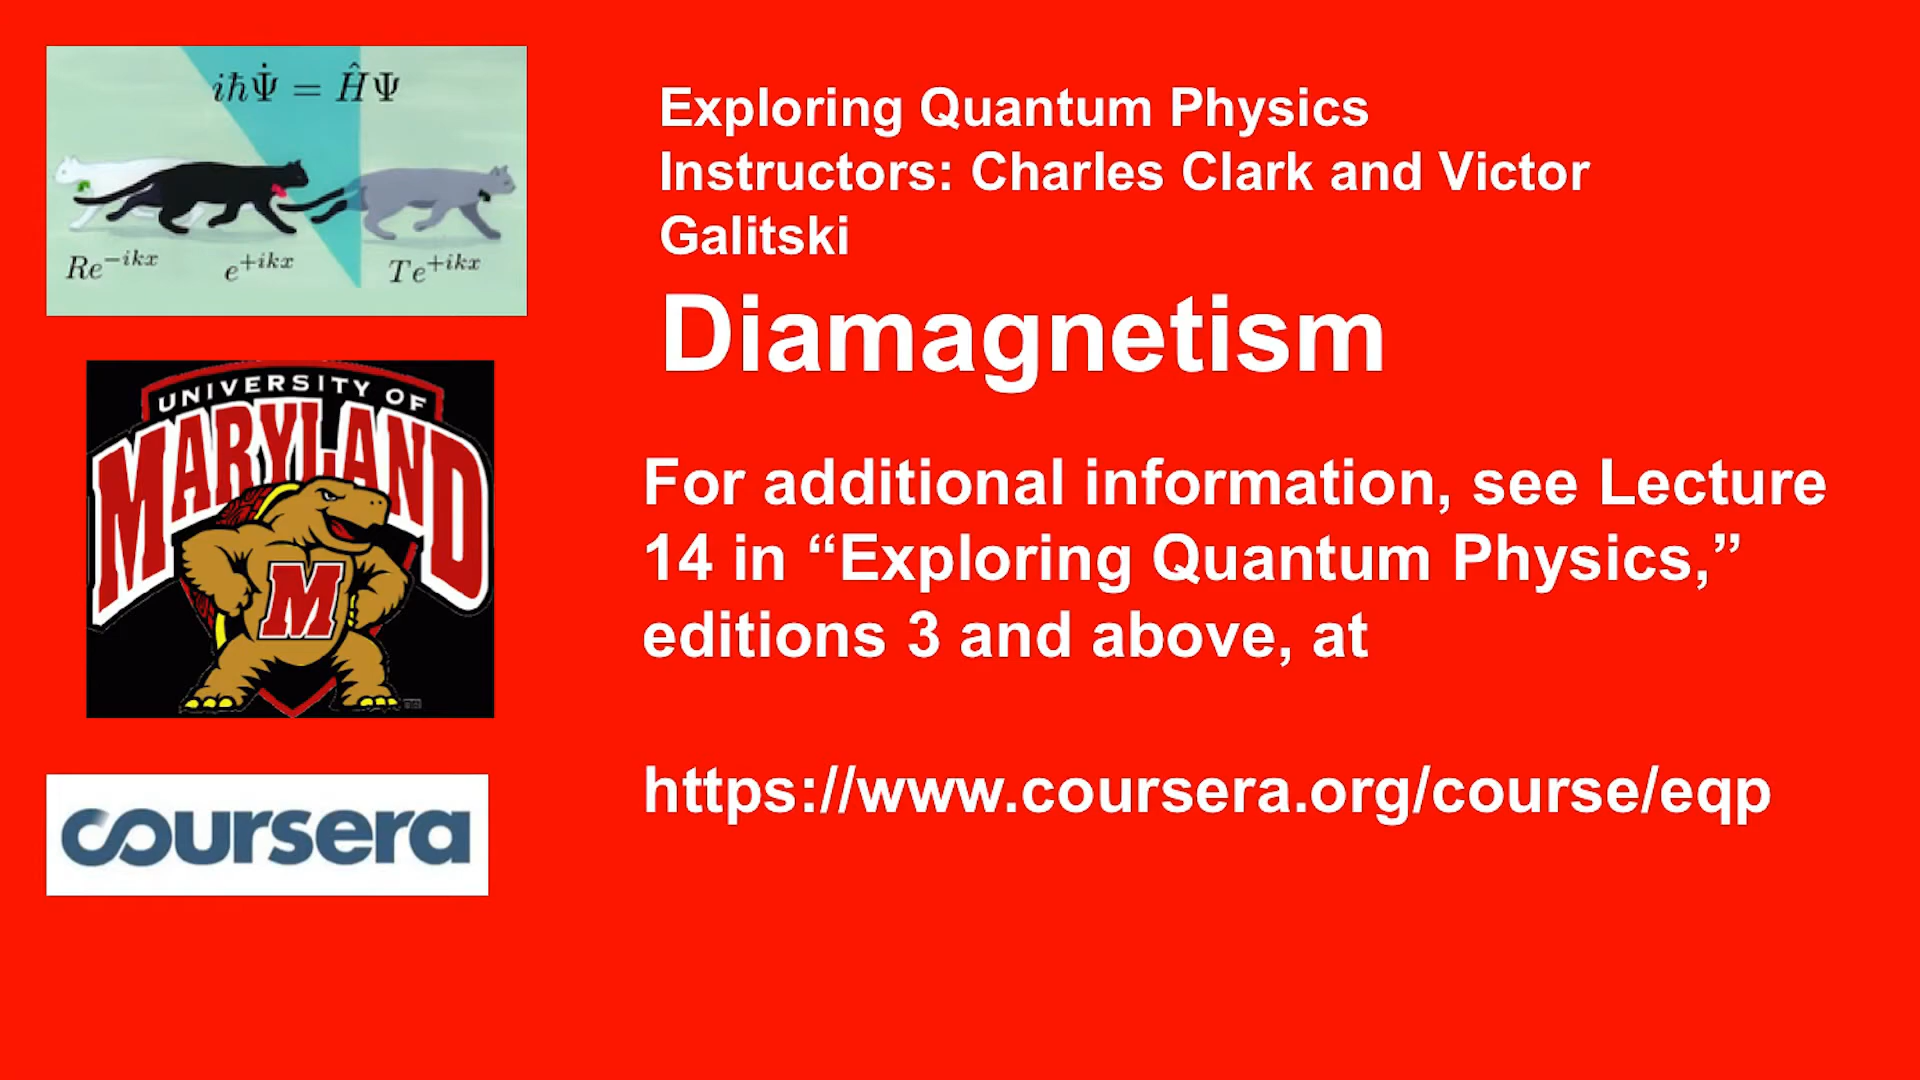 iħΨ̇ = ĤΨ
Re^{-ikx} e^{+ikx} Te^{+ikx}
UNIVERSITY OF
MARYLAND
M
coursera
Exploring Quantum Physics
Instructors: Charles Clark and Victor
Galitski
Diamagnetism
For additional information, see Lecture
14 in “Exploring Quantum Physics,”
editions 3 and above, at
https://www.coursera.org/course/eqp